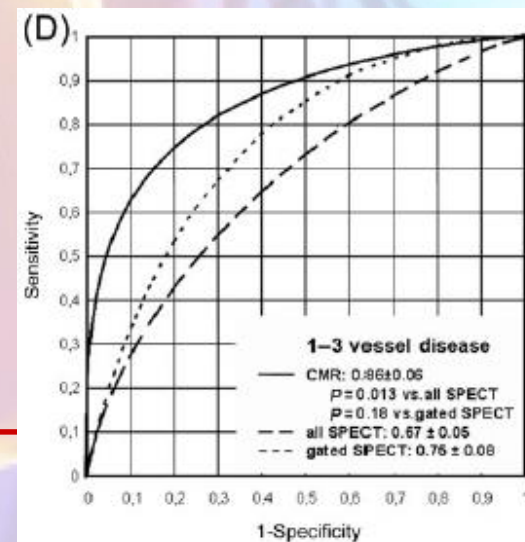 (D)
1
0,9
0,8
0,7
0,6
0,5
0,4
0,3
0,2
0,1
0
Sensitivity
1–3 vessel disease
CMR: 0.86±0.06
P = 0.013 vs.all SPECT
P = 0.18 vs.gated SPECT
all SPECT: 0.67 ± 0.05
gated SPECT: 0.76 ± 0.08
0 0,1 0,2 0,3 0,4 0,5 0,6 0,7 0,8 0,9 1
1-Specificity